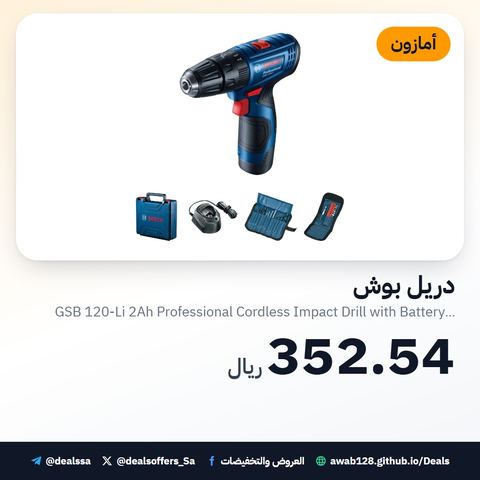 أمازون
BOSCH
دريل بوش
GSB 120-Li 2Ah Professional Cordless Impact Drill with Battery...
352.54 ريال
@dealssa @dealsoffers_Sa العروض والتخفيضات awab128.github.io/Deals